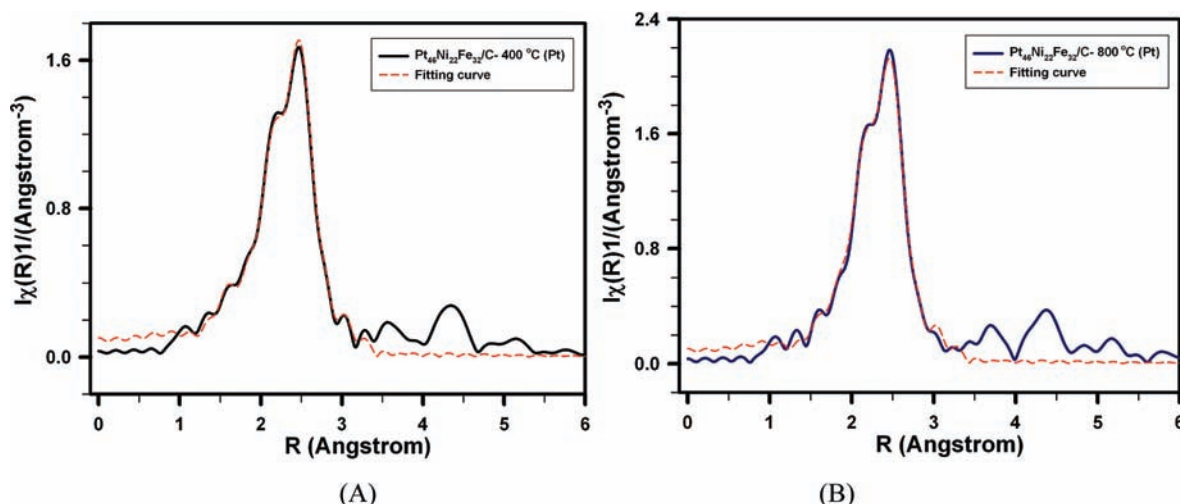 Pt₄₆Ni₂₂Fe₃₂/C- 400 °C (Pt)
Fitting curve
Iχ(R)1/(Angstrom⁻³)
1.6
0.8
0.0
0 1 2 3 4 5 6
R (Angstrom)
(A)
Pt₄₆Ni₂₂Fe₃₂/C- 800 °C (Pt)
Fitting curve
Iχ(R)1/(Angstrom⁻³)
2.4
1.6
0.8
0.0
0 1 2 3 4 5 6
R (Angstrom)
(B)